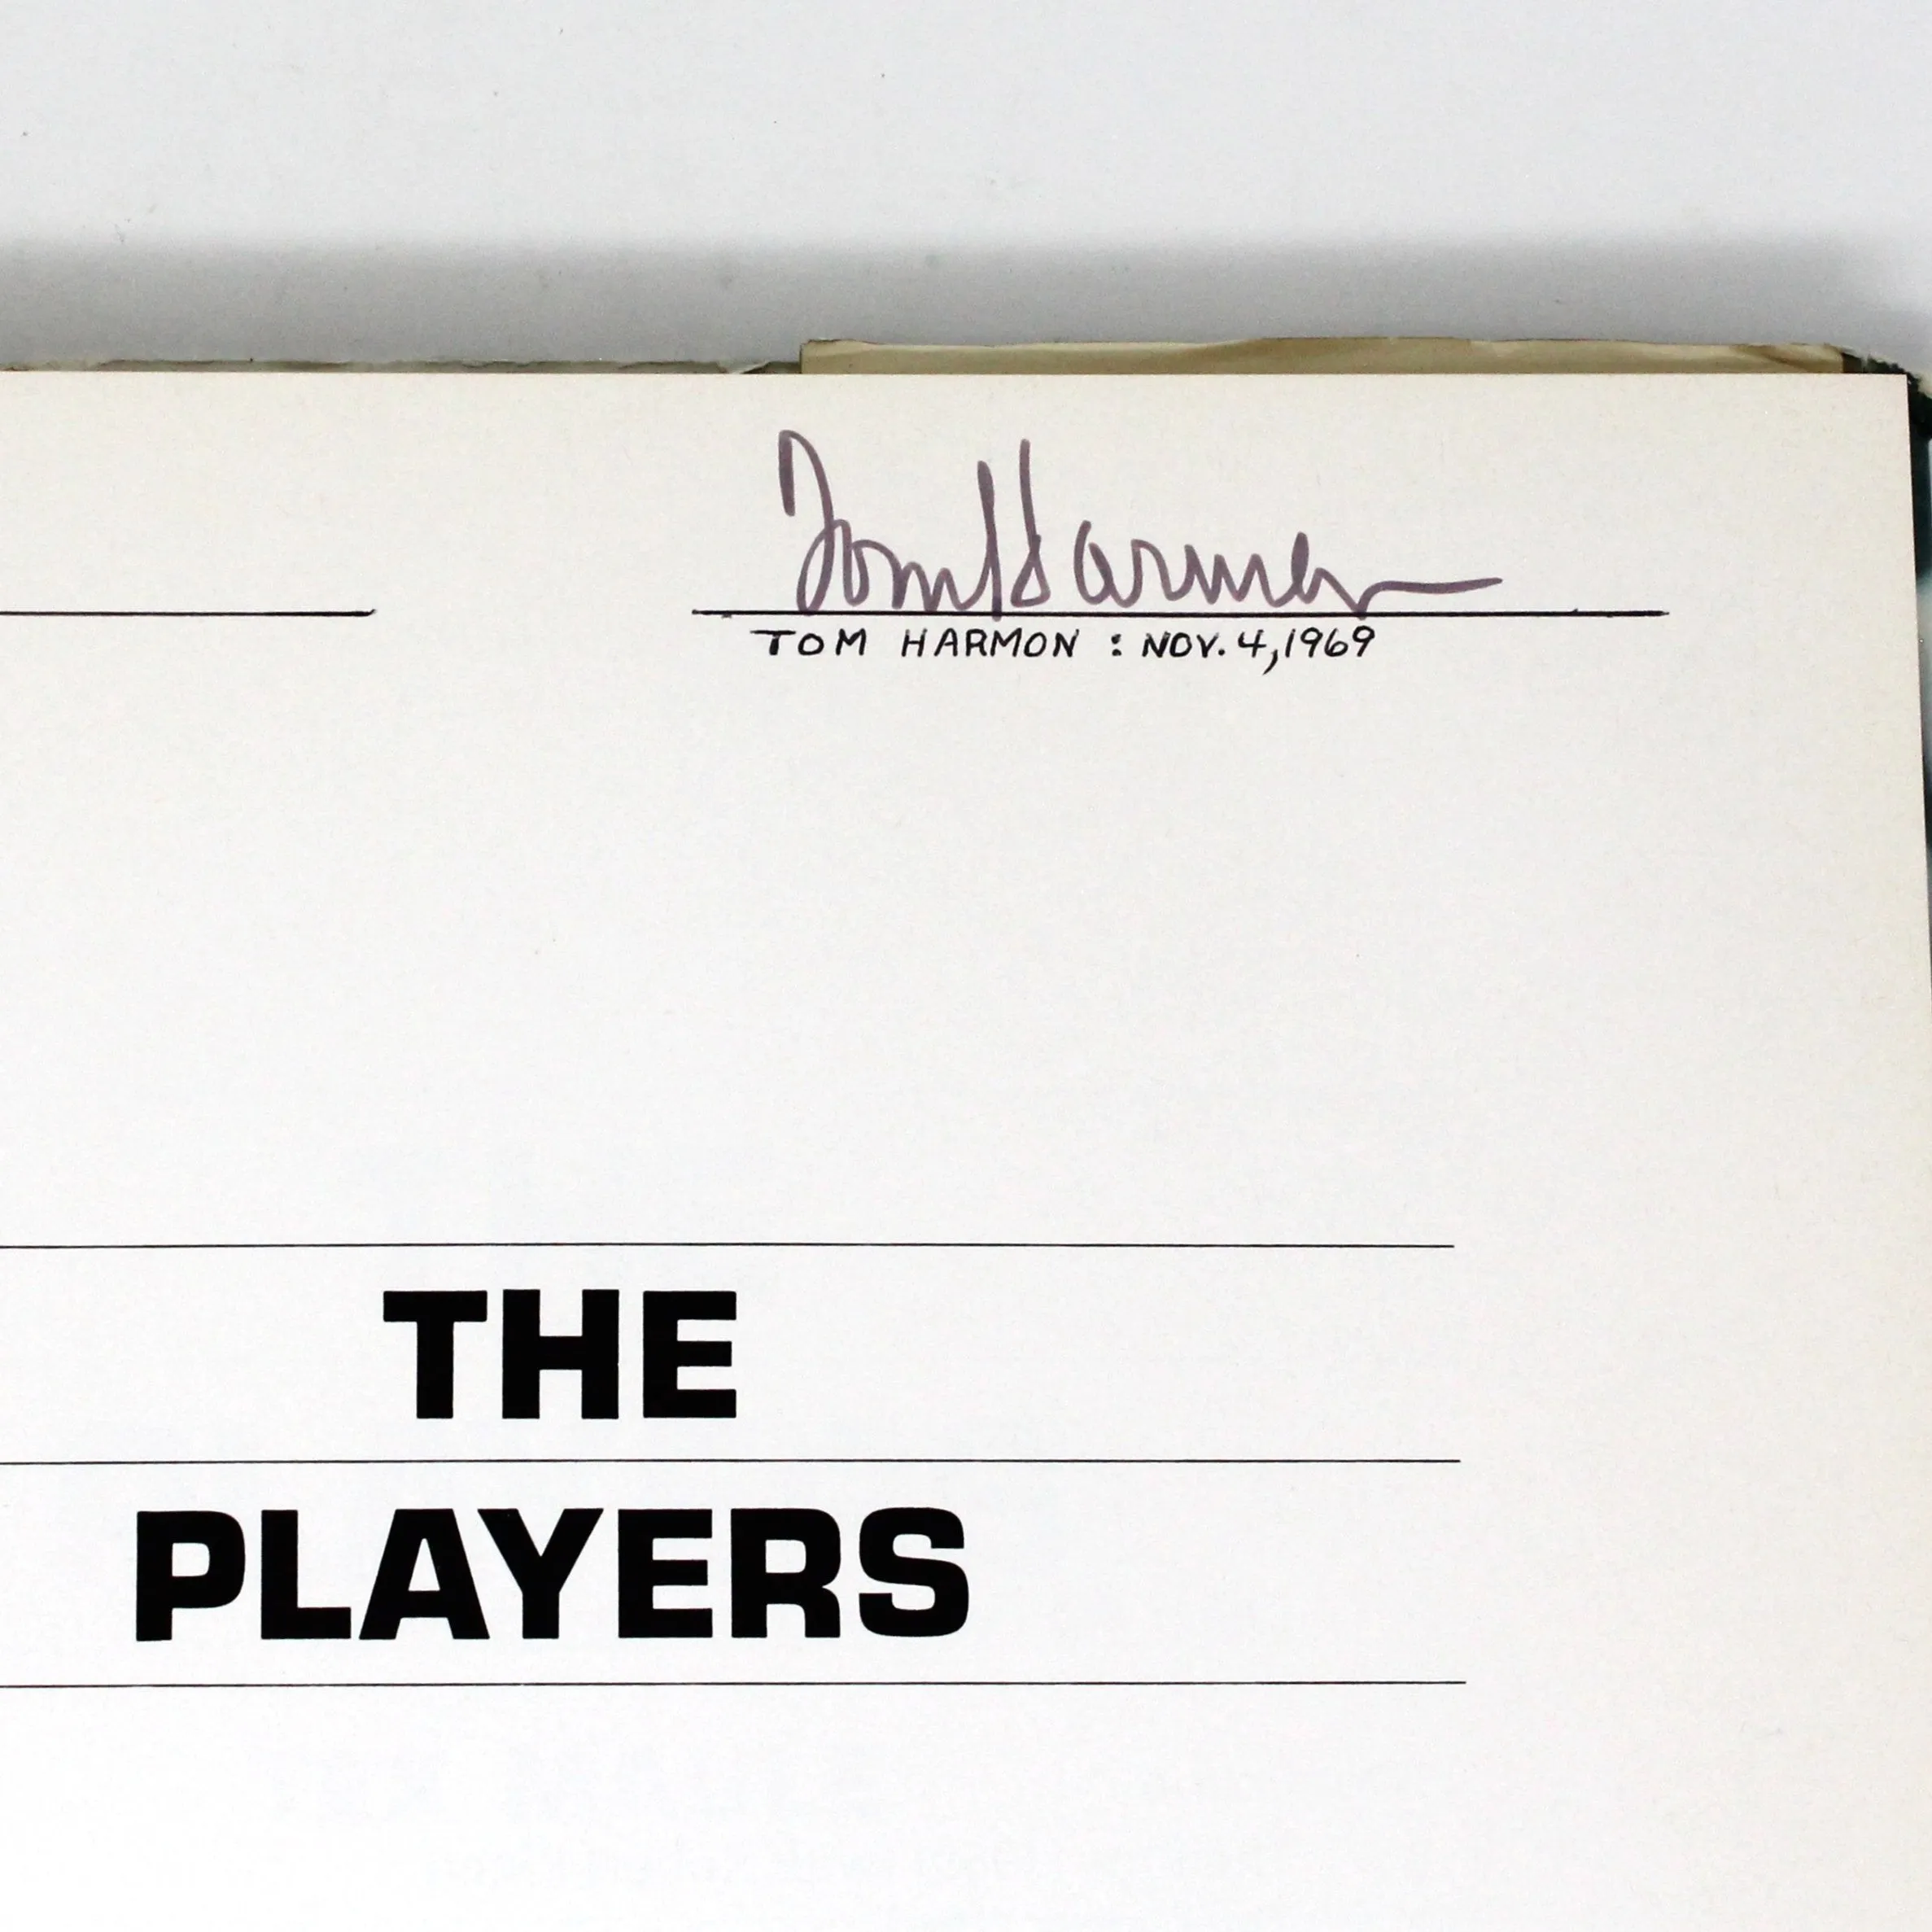 Tom Harmon
TOM HARMON : NOV. 4, 1969
THE
PLAYERS